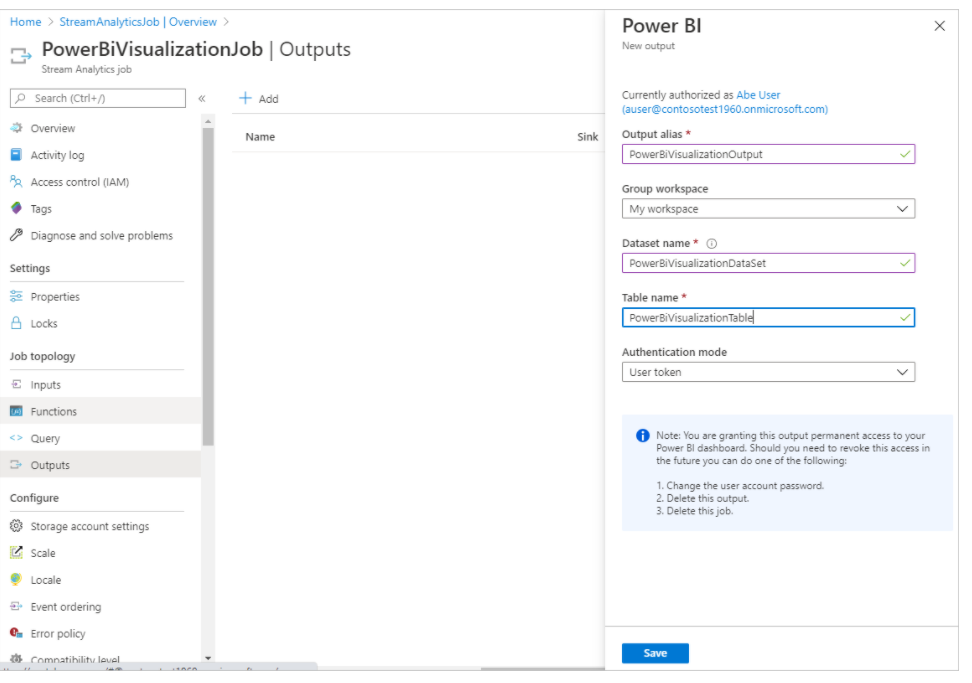 Home > StreamAnalyticsJob | Overview >
PowerBiVisualizationJob | Outputs
Stream Analytics job
Search (Ctrl+/)
«
Overview
Activity log
Access control (IAM)
Tags
Diagnose and solve problems
Settings
Properties
Locks
Job topology
Inputs
Functions
Query
Outputs
Configure
Storage account settings
Scale
Locale
Event ordering
Error policy
Compatibility level
+ Add
Name Sink
Power BI
New output
Currently authorized as Abe User
(auser@contosotest1960.onmicrosoft.com)
Output alias *
PowerBiVisualizationOutput
Group workspace
My workspace
Dataset name *
PowerBiVisualizationDataSet
Table name *
PowerBiVisualizationTable
Authentication mode
User token
Note: You are granting this output permanent access to your
Power BI dashboard. Should you need to revoke this access in
the future you can do one of the following:
1. Change the user account password.
2. Delete this output.
3. Delete this job.
Save